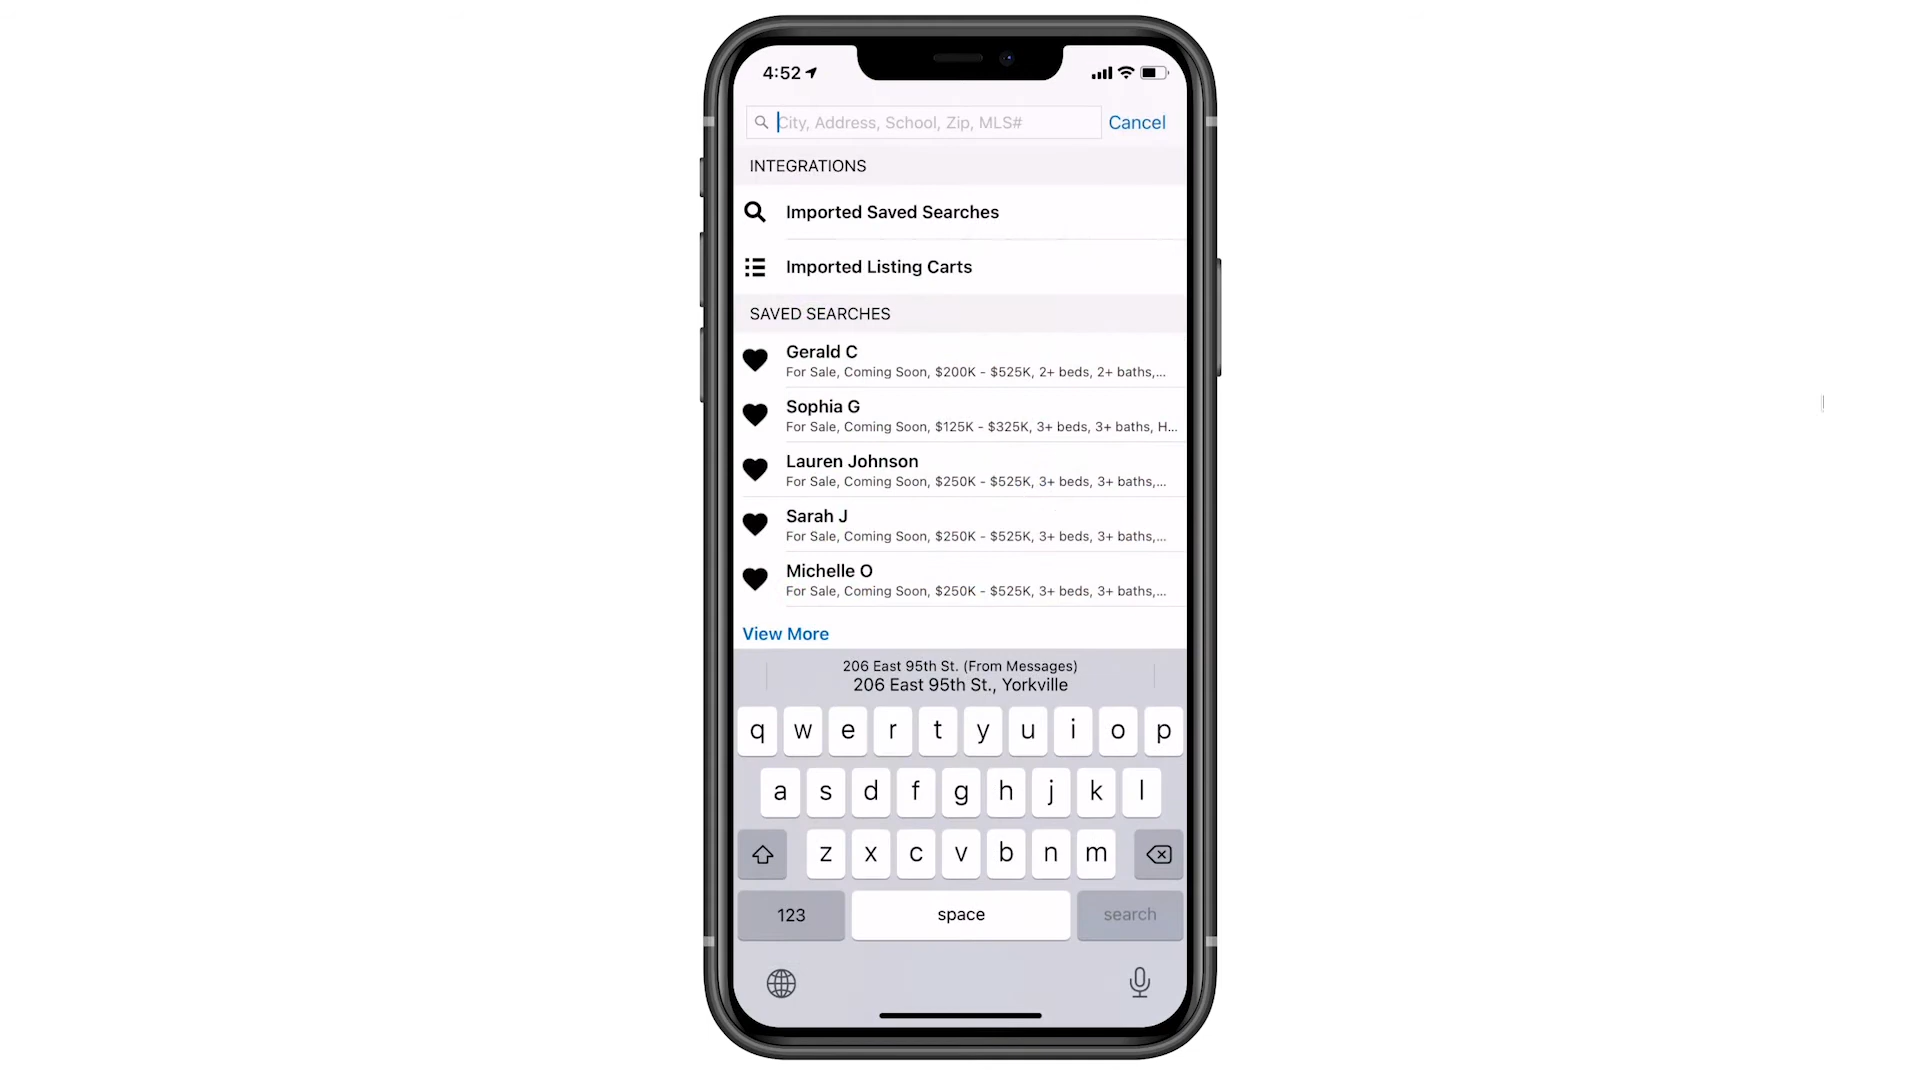 4:52
City, Address, School, Zip, MLS#
Cancel
INTEGRATIONS
Imported Saved Searches
Imported Listing Carts
SAVED SEARCHES
Gerald C
For Sale, Coming Soon, $200K - $525K, 2+ beds, 2+ baths,...
Sophia G
For Sale, Coming Soon, $125K - $325K, 3+ beds, 3+ baths, H...
Lauren Johnson
For Sale, Coming Soon, $250K - $525K, 3+ beds, 3+ baths,...
Sarah J
For Sale, Coming Soon, $250K - $525K, 3+ beds, 3+ baths,...
Michelle O
For Sale, Coming Soon, $250K - $525K, 3+ beds, 3+ baths,...
View More
206 East 95th St. (From Messages)
206 East 95th St., Yorkville
q w e r t y u i o p
a s d f g h j k l
z x c v b n m
123 space search